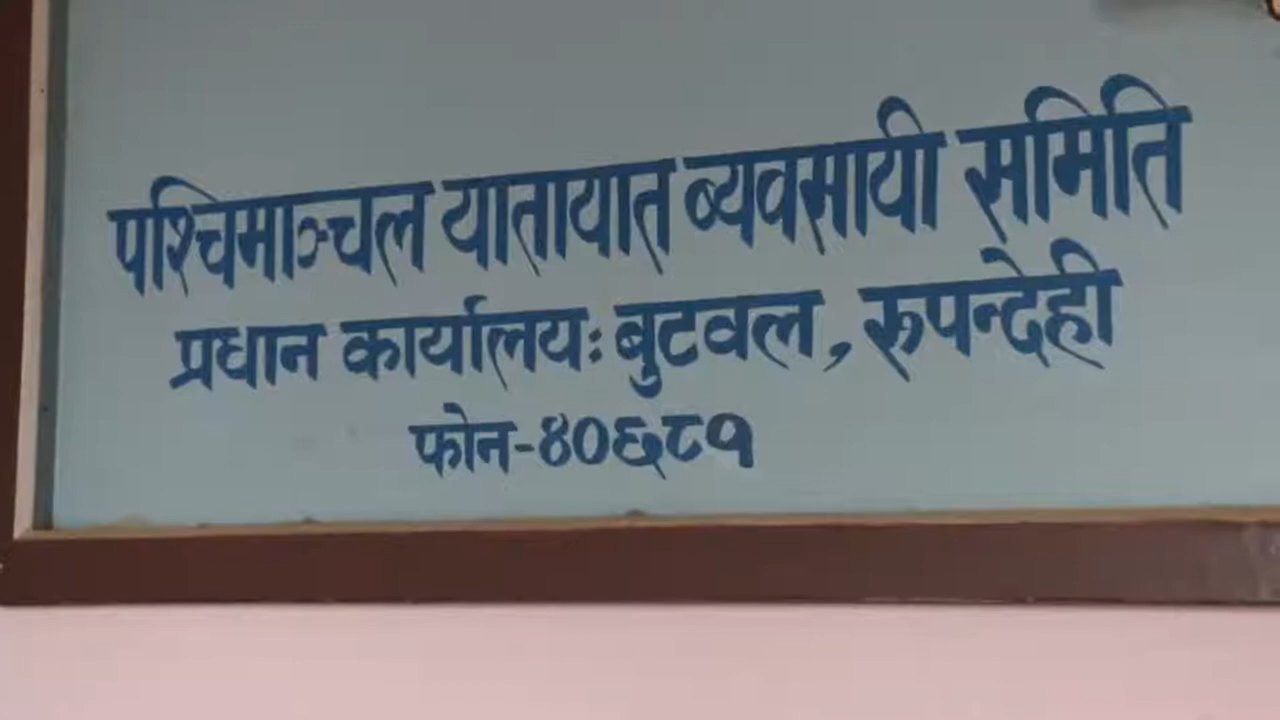 पश्चिमाञ्चल यातायात ब्यवसायी समिति
प्रधान कार्यालयः बुटवल, रूपन्देही
फोन-४०६८१